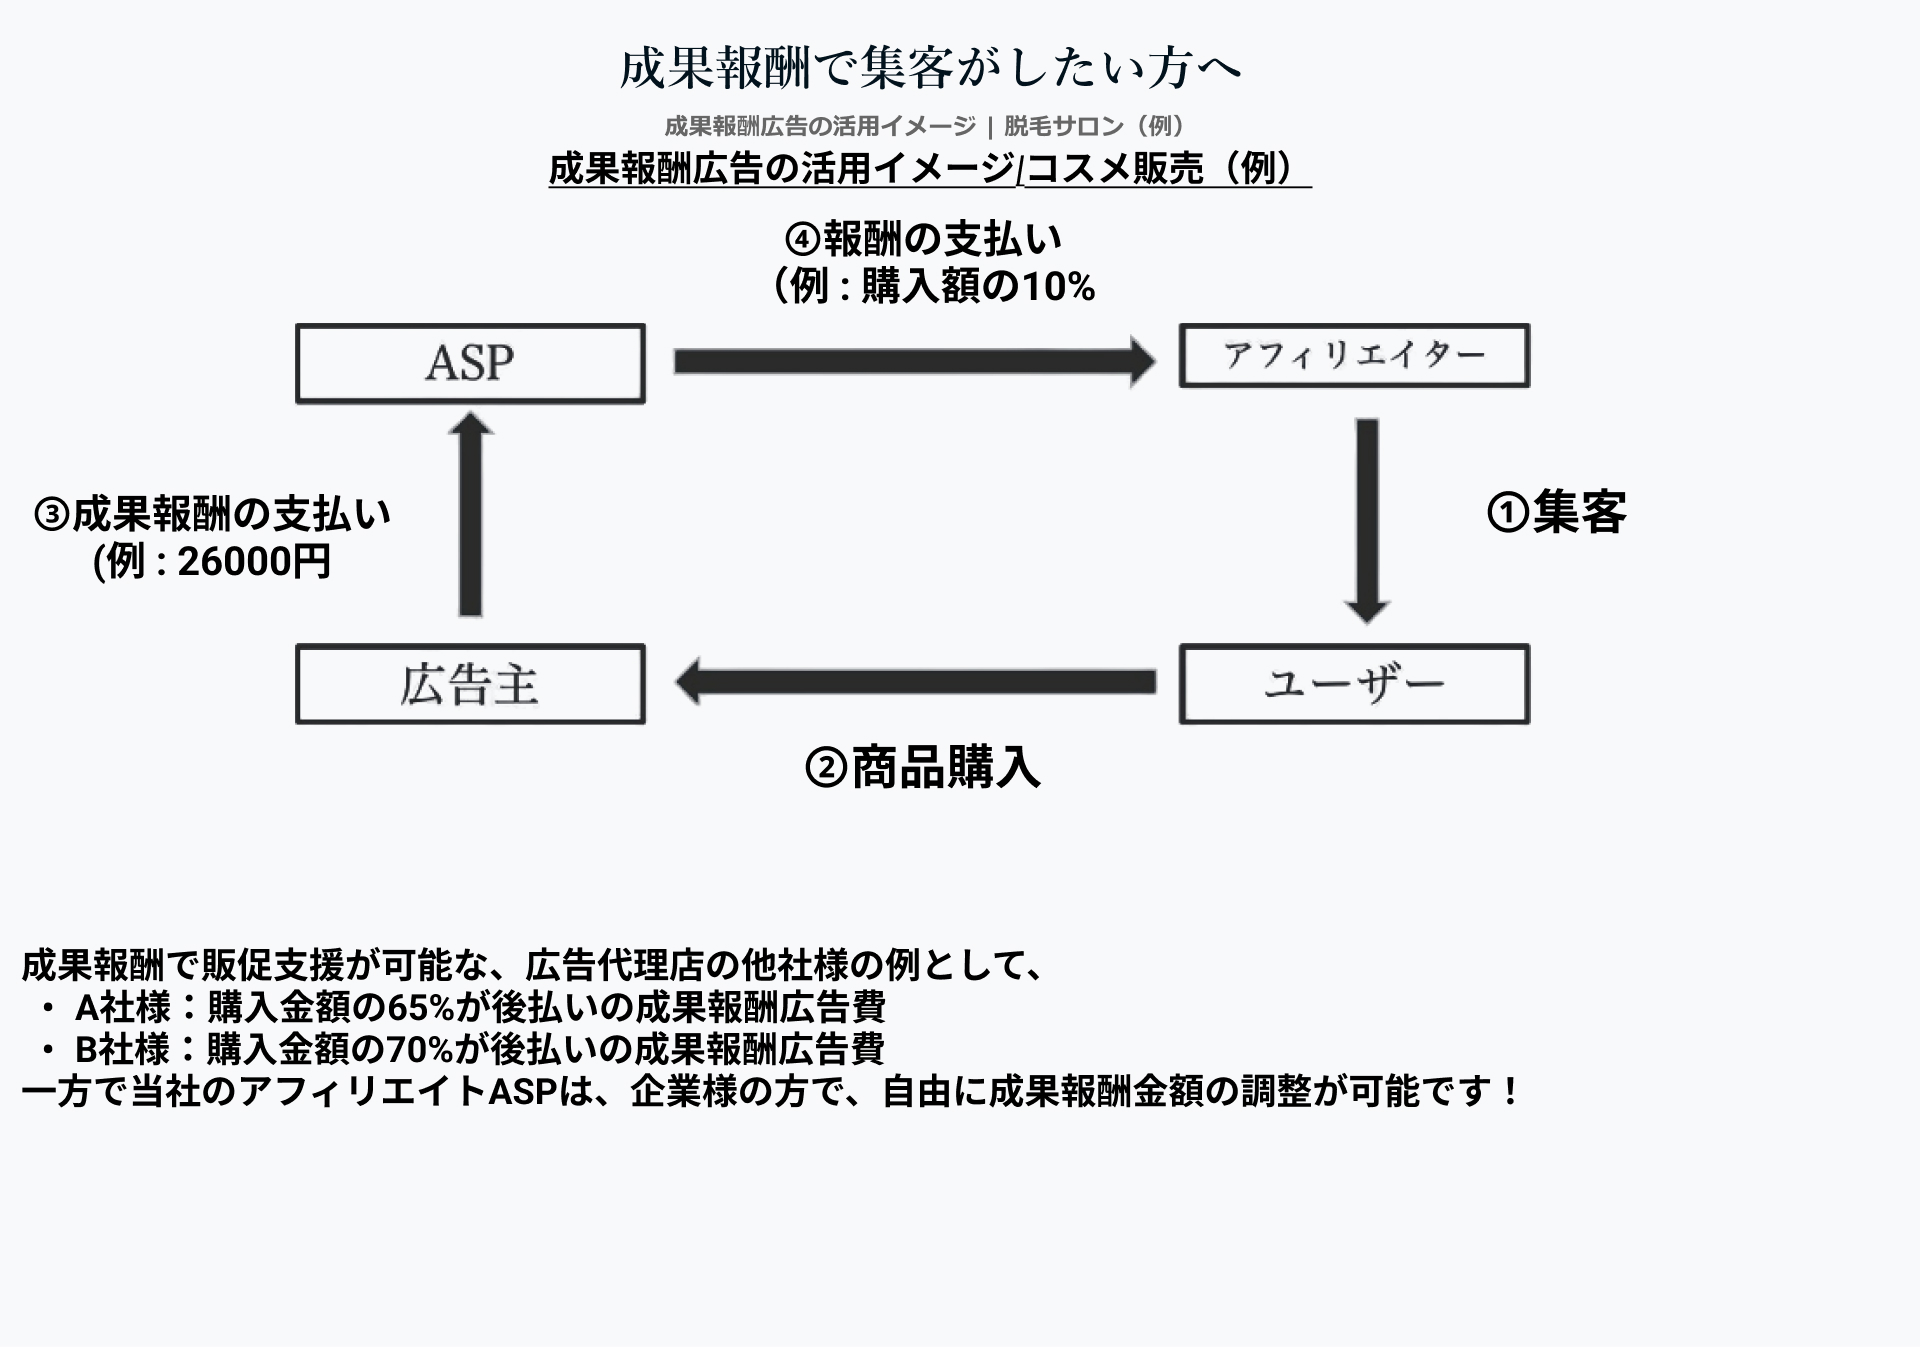 成果報酬で集客がしたい方へ
成果報酬広告の活用イメージ | 脱毛サロン（例）
成果報酬広告の活用イメージ/コスメ販売（例）
④報酬の支払い
（例 : 購入額の10%
ASP
アフィリエイター
③成果報酬の支払い
(例 : 26000円
①集客
広告主
ユーザー
②商品購入
成果報酬で販促支援が可能な、広告代理店の他社様の例として、
・ A社様：購入金額の65%が後払いの成果報酬広告費
・ B社様：購入金額の70%が後払いの成果報酬広告費
一方で当社のアフィリエイトASPは、企業様の方で、自由に成果報酬金額の調整が可能です！